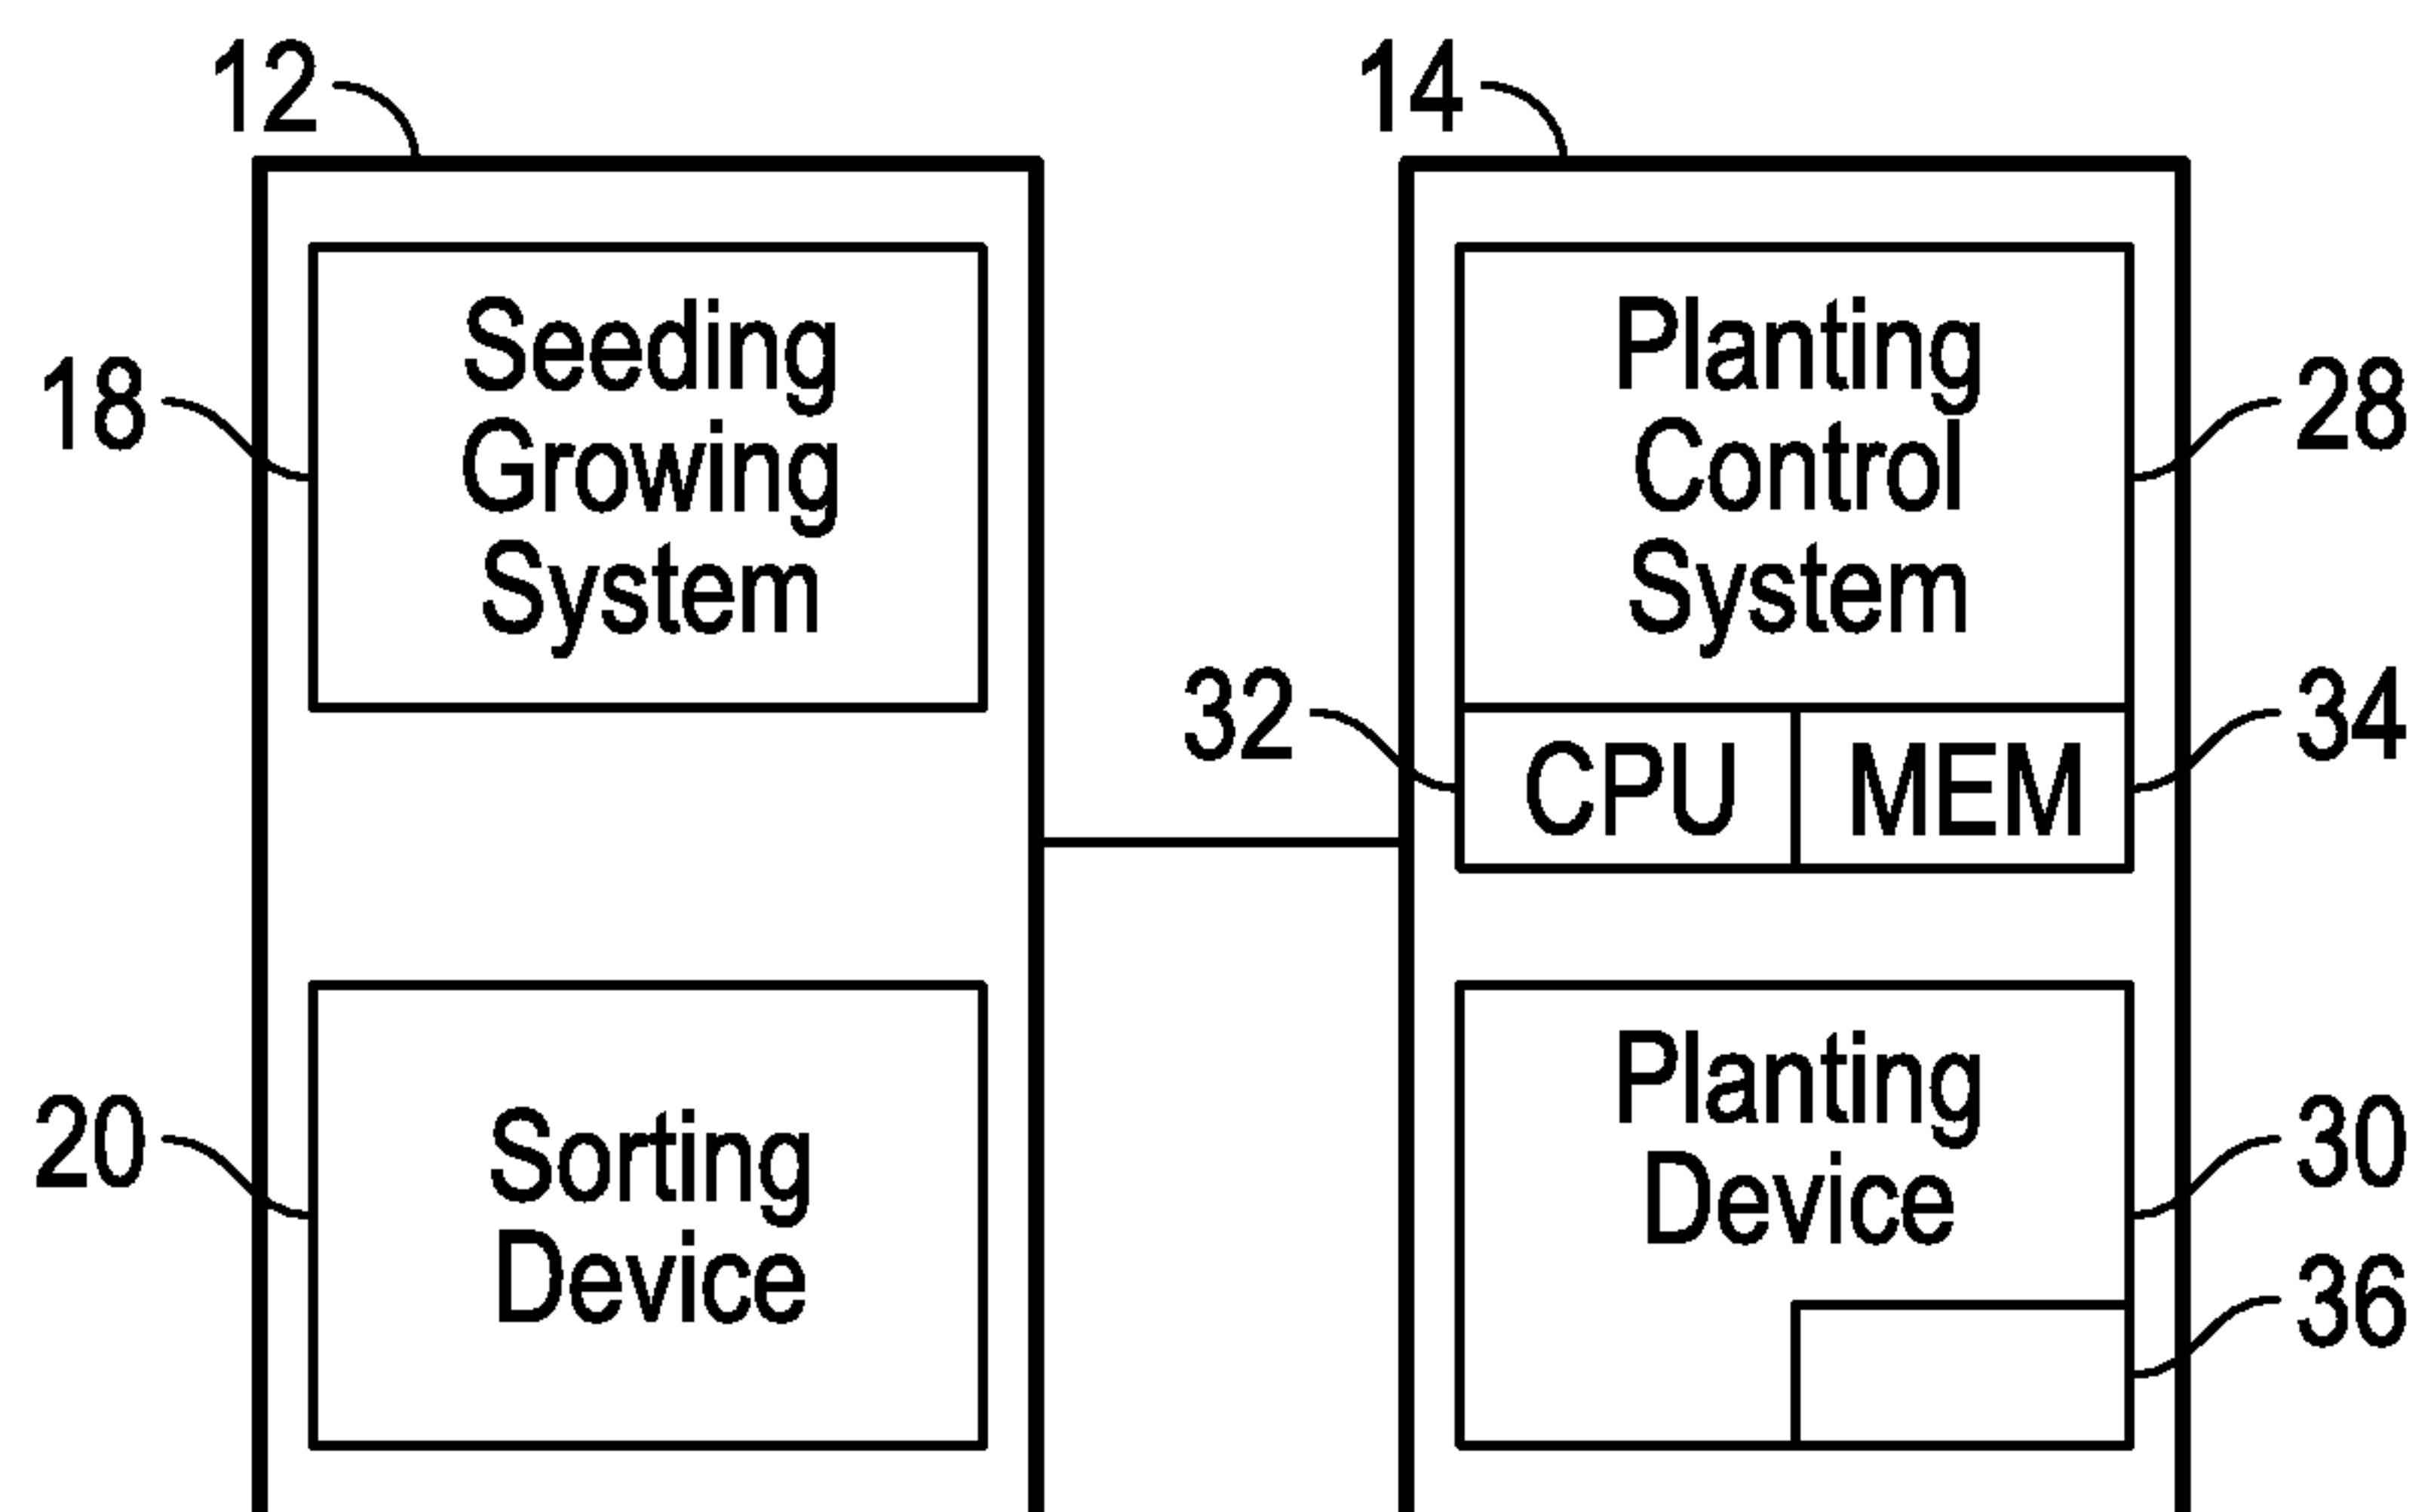 12
14
18
Seeding
Growing
System
Planting
Control
System
28
32
CPU
MEM
34
20
Sorting
Device
Planting
Device
30
36